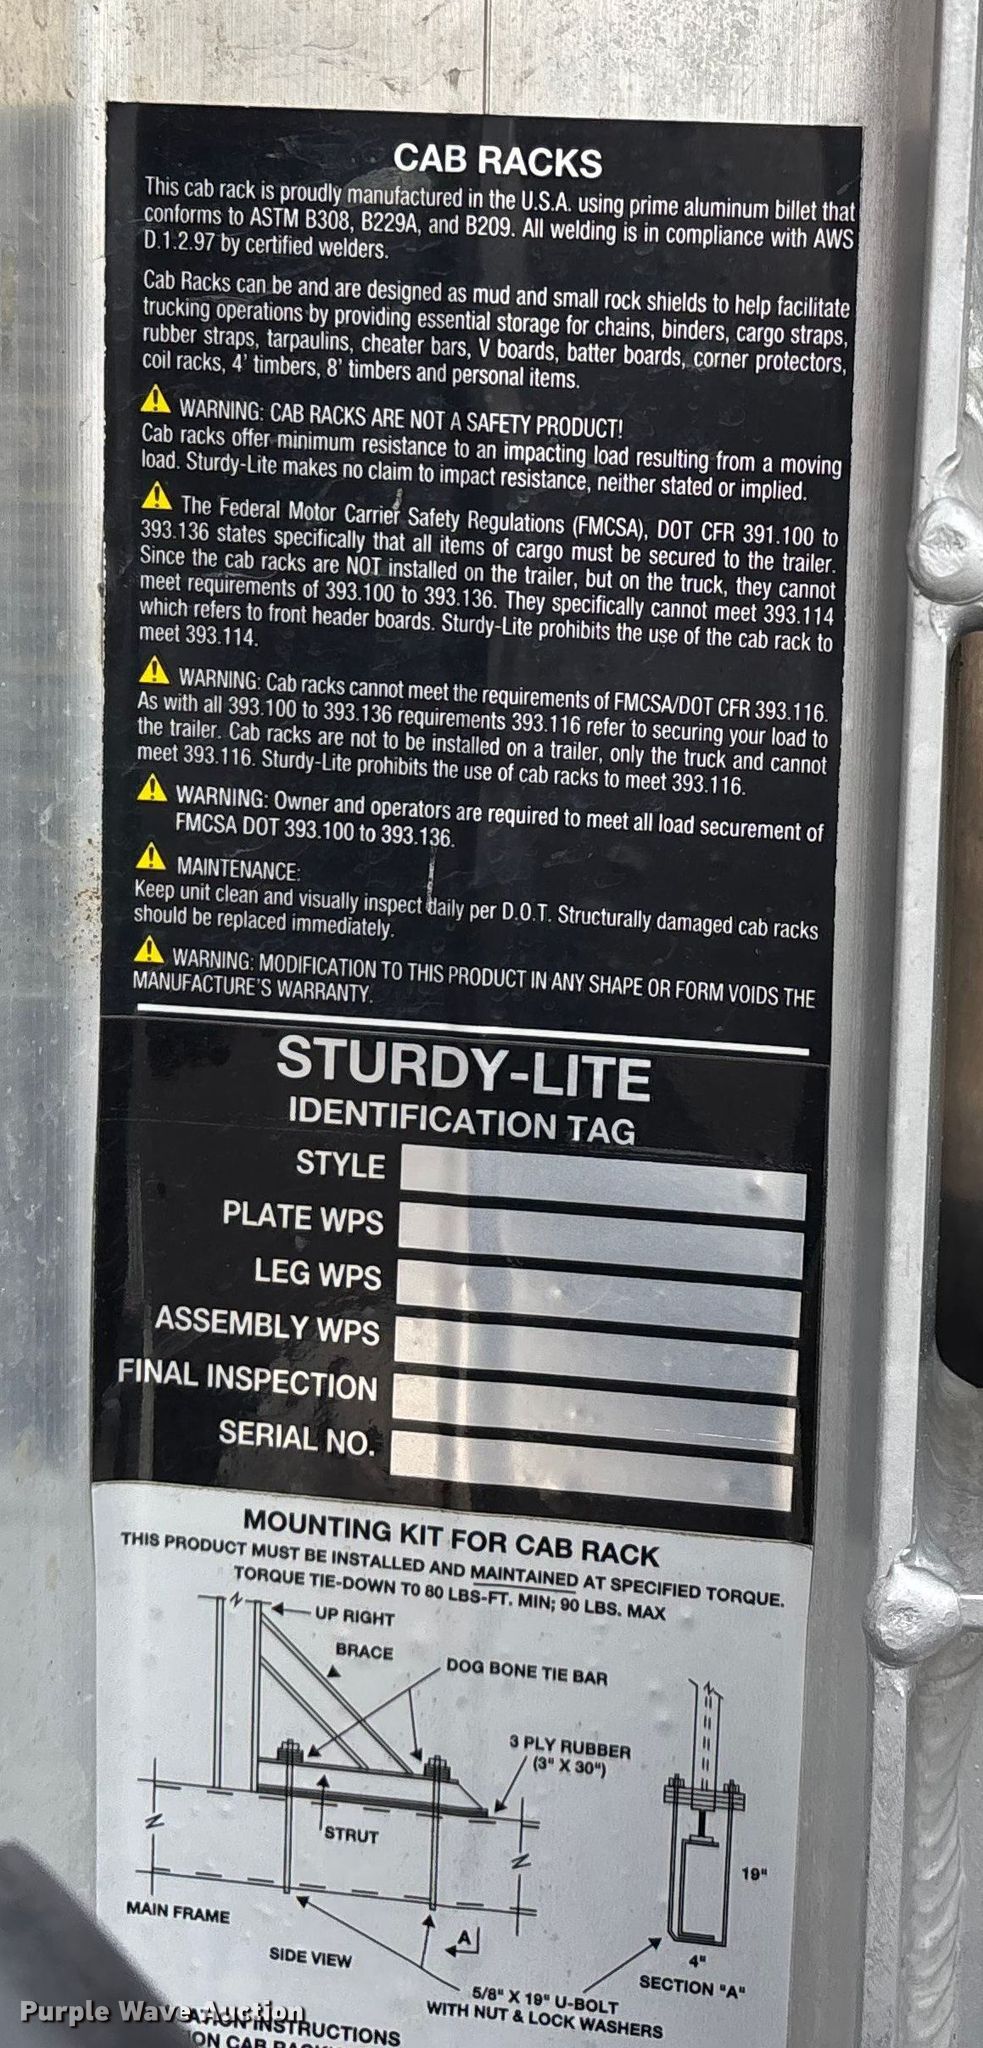 CAB RACKS
This cab rack is proudly manufactured in the U.S.A. using prime aluminum billet that
conforms to ASTM B308, B229A, and B209. All welding is in compliance with AWS
D.1.2.97 by certified welders.
Cab Racks can be and are designed as mud and small rock shields to help facilitate
trucking operations by providing essential storage for chains, binders, cargo straps,
rubber straps, tarpaulins, cheater bars, V boards, batter boards, corner protectors,
coil racks, 4' timbers, 8' timbers and personal items.
WARNING: CAB RACKS ARE NOT A SAFETY PRODUCT!
Cab racks offer minimum resistance to an impacting load resulting from a moving
load. Sturdy-Lite makes no claim to impact resistance, neither stated or implied.
The Federal Motor Carrier Safety Regulations (FMCSA), DOT CFR 391.100 to
393.136 states specifically that all items of cargo must be secured to the trailer.
Since the cab racks are NOT installed on the trailer, but on the truck, they cannot
meet requirements of 393.100 to 393.136. They specifically cannot meet 393.114
which refers to front header boards. Sturdy-Lite prohibits the use of the cab rack to
meet 393.114.
WARNING: Cab racks cannot meet the requirements of FMCSA/DOT CFR 393.116.
As with all 393.100 to 393.136 requirements 393.116 refer to securing your load to
the trailer. Cab racks are not to be installed on a trailer, only the truck and cannot
meet 393.116. Sturdy-Lite prohibits the use of cab racks to meet 393.116.
WARNING: Owner and operators are required to meet all load securement of
FMCSA DOT 393.100 to 393.136.
MAINTENANCE:
Keep unit clean and visually inspect daily per D.O.T. Structurally damaged cab racks
should be replaced immediately.
WARNING: MODIFICATION TO THIS PRODUCT IN ANY SHAPE OR FORM VOIDS THE
MANUFACTURE'S WARRANTY.
STURDY-LITE
IDENTIFICATION TAG
STYLE
PLATE WPS
LEG WPS
ASSEMBLY WPS
FINAL INSPECTION
SERIAL NO.
MOUNTING KIT FOR CAB RACK
THIS PRODUCT MUST BE INSTALLED AND MAINTAINED AT SPECIFIED TORQUE.
TORQUE TIE-DOWN TO 80 LBS-FT. MIN; 90 LBS. MAX
UP RIGHT
BRACE
DOG BONE TIE BAR
3 PLY RUBBER
(3" X 30")
STRUT
19"
MAIN FRAME
A
SIDE VIEW
4"
SECTION "A"
5/8" X 19" U-BOLT
WITH NUT & LOCK WASHERS
Purple Wave Auction
INSTRUCTIONS
ON CAB